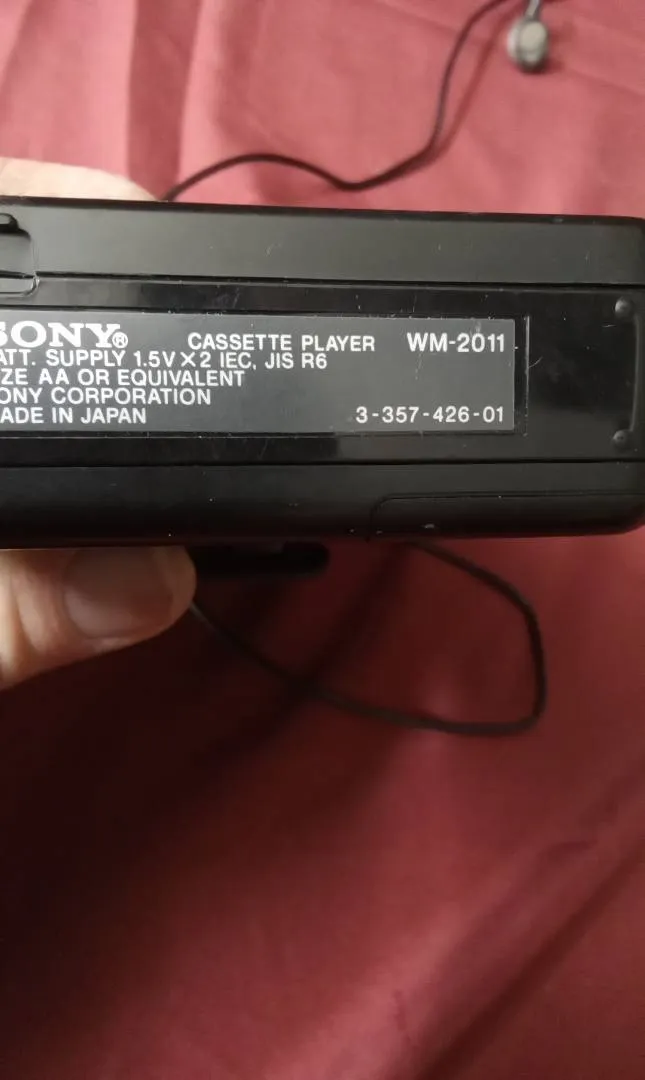 SONY® CASSETTE PLAYER WM-2011
ATT. SUPPLY 1.5V×2 IEC, JIS R6
ZE AA OR EQUIVALENT
ONY CORPORATION
ADE IN JAPAN 3-357-426-01